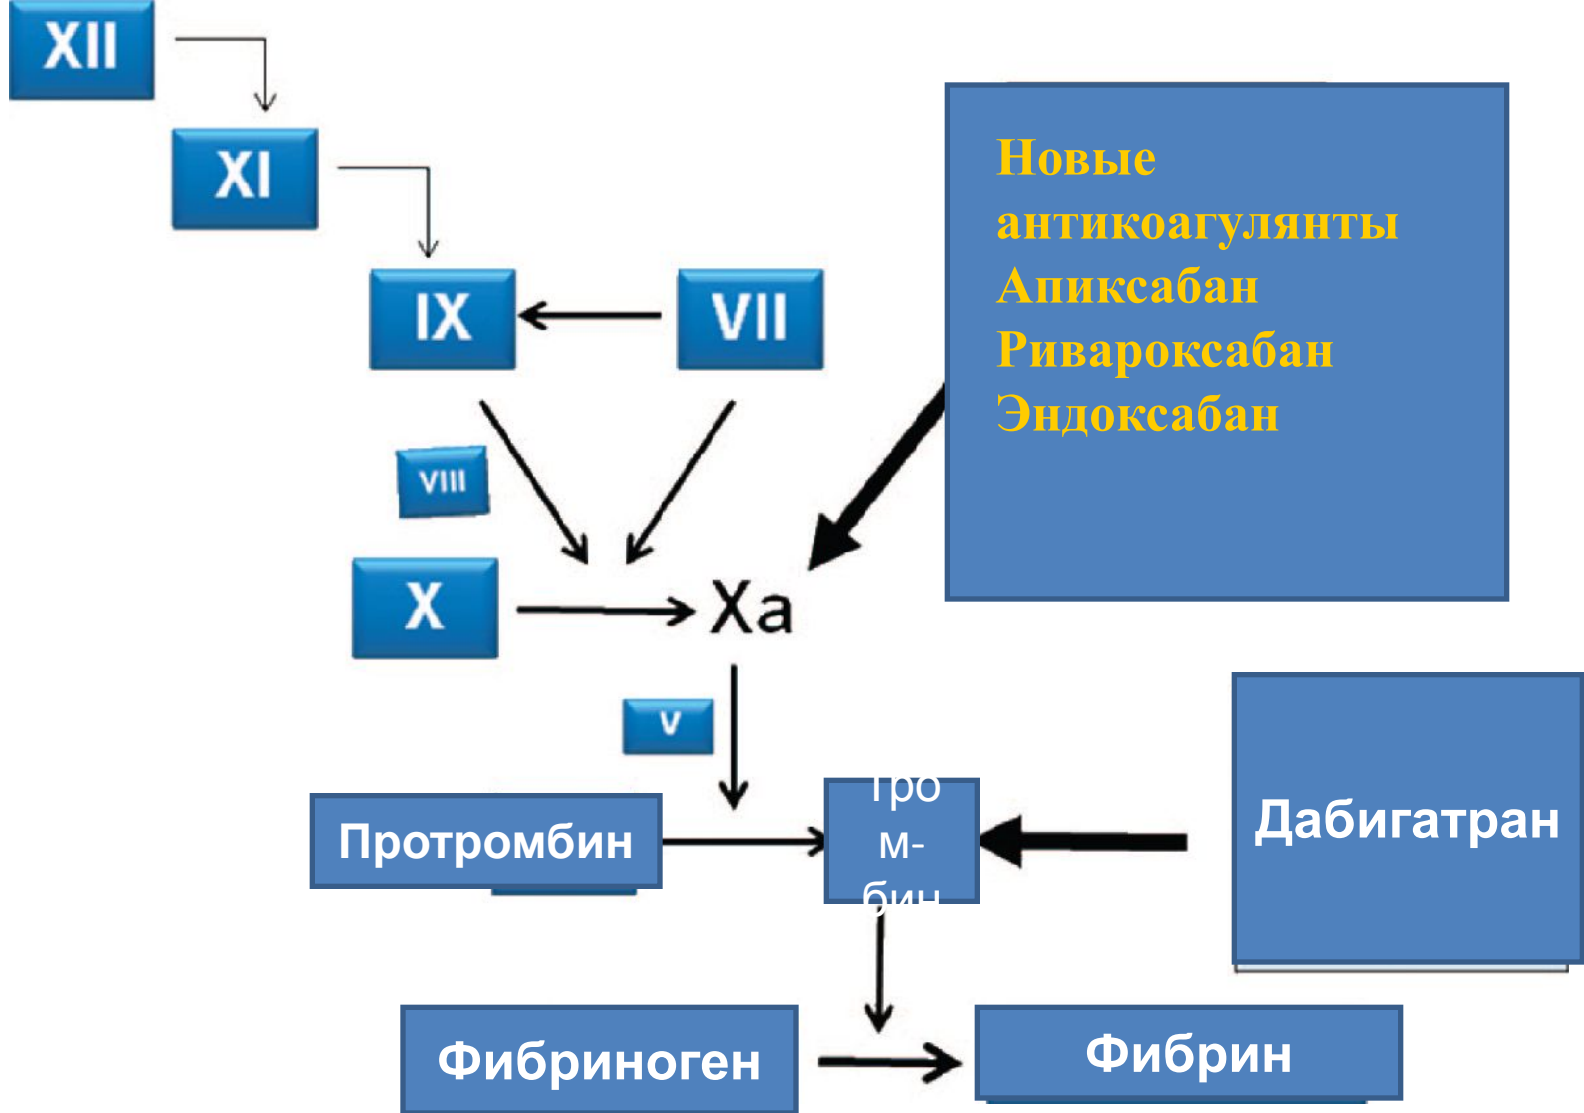 XII
XI
IX
VII
Новые
антикоагулянты
Апиксабан
Ривароксабан
Эндоксабан
VIII
X
Xa
V
Протромбин
Тро
м-
бин
Дабигатран
Фибриноген
Фибрин